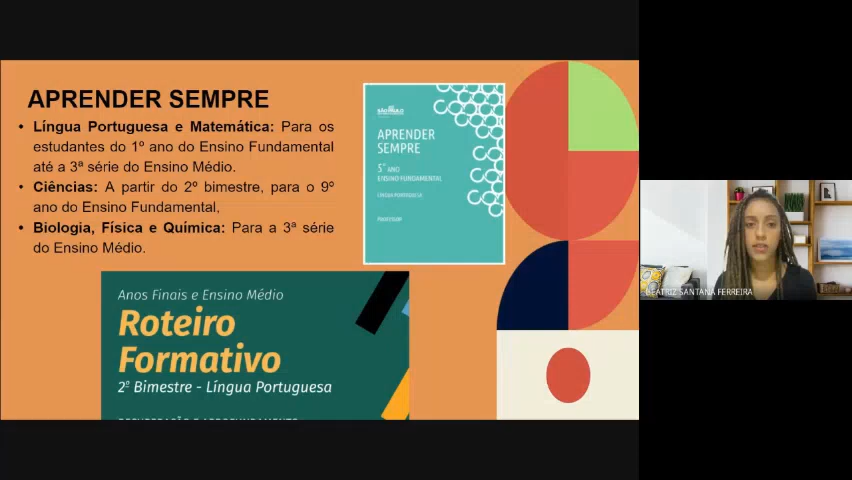 APRENDER SEMPRE
• Língua Portuguesa e Matemática: Para os
estudantes do 1º ano do Ensino Fundamental
até a 3ª série do Ensino Médio.
• Ciências: A partir do 2º bimestre, para o 9º
ano do Ensino Fundamental,
• Biologia, Física e Química: Para a 3ª série
do Ensino Médio.
SÃO PAULO
APRENDER
SEMPRE
5º ANO
ENSINO FUNDAMENTAL
LÍNGUA PORTUGUESA
PROFESSOR
Anos Finais e Ensino Médio
Roteiro
Formativo
2º Bimestre - Língua Portuguesa
BEATRIZ SANTANA FERREIRA